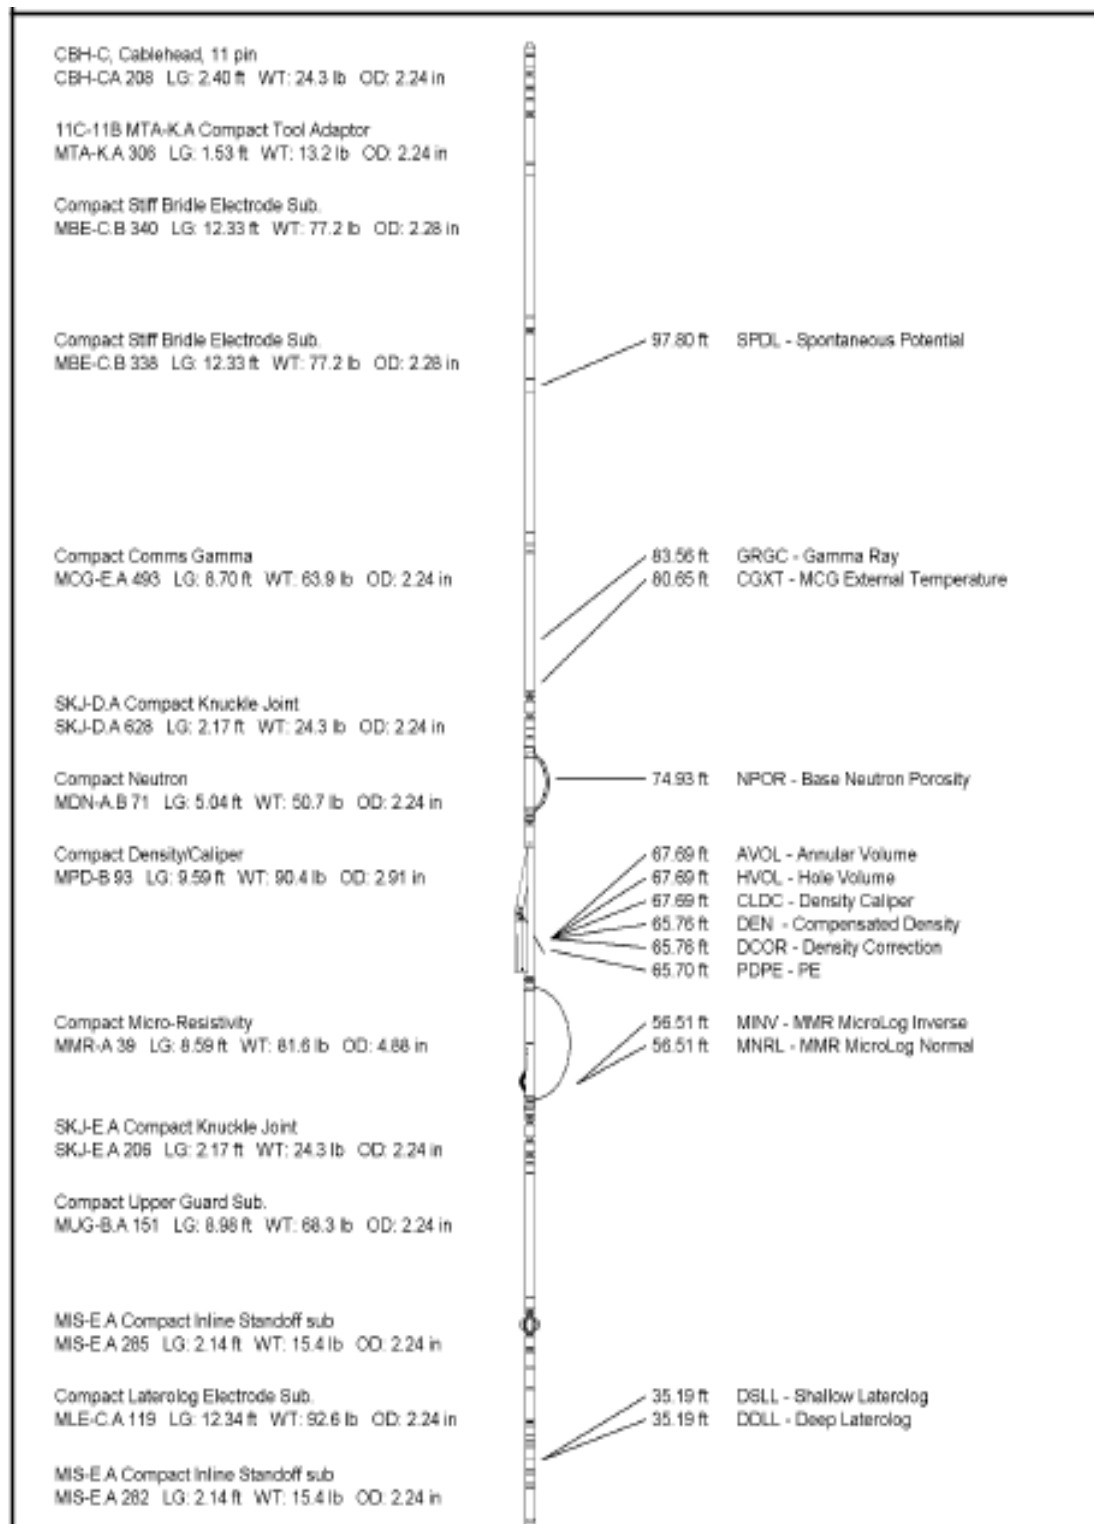 CBH-C, Cablehead, 11 pin
CBH-CA 208 LG: 2.40 ft WT: 24.3 lb OD: 2.24 in
11C-11B MTA-K.A Compact Tool Adaptor
MTA-K.A 306 LG: 1.53 ft WT: 13.2 lb OD: 2.24 in
Compact Stiff Bridle Electrode Sub.
MBE-C.B 340 LG: 12.33 ft WT: 77.2 lb OD: 2.28 in
Compact Stiff Bridle Electrode Sub.
MBE-C.B 338 LG: 12.33 ft WT: 77.2 lb OD: 2.28 in
97.80 ft SPDL - Spontaneous Potential
Compact Comms Gamma
MCG-E.A 493 LG: 8.70 ft WT: 63.9 lb OD: 2.24 in
83.56 ft GRGC - Gamma Ray
80.65 ft CGXT - MCG External Temperature
SKJ-D.A Compact Knuckle Joint
SKJ-D.A 628 LG: 2.17 ft WT: 24.3 lb OD: 2.24 in
Compact Neutron
MDN-A.B 71 LG: 5.04 ft WT: 50.7 lb OD: 2.24 in
74.93 ft NPOR - Base Neutron Porosity
Compact Density/Caliper
MPD-B 93 LG: 9.59 ft WT: 90.4 lb OD: 2.91 in
67.69 ft AVOL - Annular Volume
67.69 ft HVOL - Hole Volume
67.69 ft CLDC - Density Caliper
65.76 ft DEN - Compensated Density
65.76 ft DCOR - Density Correction
65.70 ft PDPE - PE
Compact Micro-Resistivity
MMR-A 39 LG: 8.59 ft WT: 81.6 lb OD: 4.88 in
56.51 ft MINV - MMR MicroLog Inverse
56.51 ft MNRL - MMR MicroLog Normal
SKJ-E.A Compact Knuckle Joint
SKJ-E.A 206 LG: 2.17 ft WT: 24.3 lb OD: 2.24 in
Compact Upper Guard Sub.
MUG-B.A 151 LG: 8.98 ft WT: 68.3 lb OD: 2.24 in
MIS-E.A Compact Inline Standoff sub
MIS-E.A 285 LG: 2.14 ft WT: 15.4 lb OD: 2.24 in
Compact Laterolog Electrode Sub.
MLE-C.A 119 LG: 12.34 ft WT: 92.6 lb OD: 2.24 in
35.19 ft DSLL - Shallow Laterolog
35.19 ft DDLL - Deep Laterolog
MIS-E.A Compact Inline Standoff sub
MIS-E.A 282 LG: 2.14 ft WT: 15.4 lb OD: 2.24 in